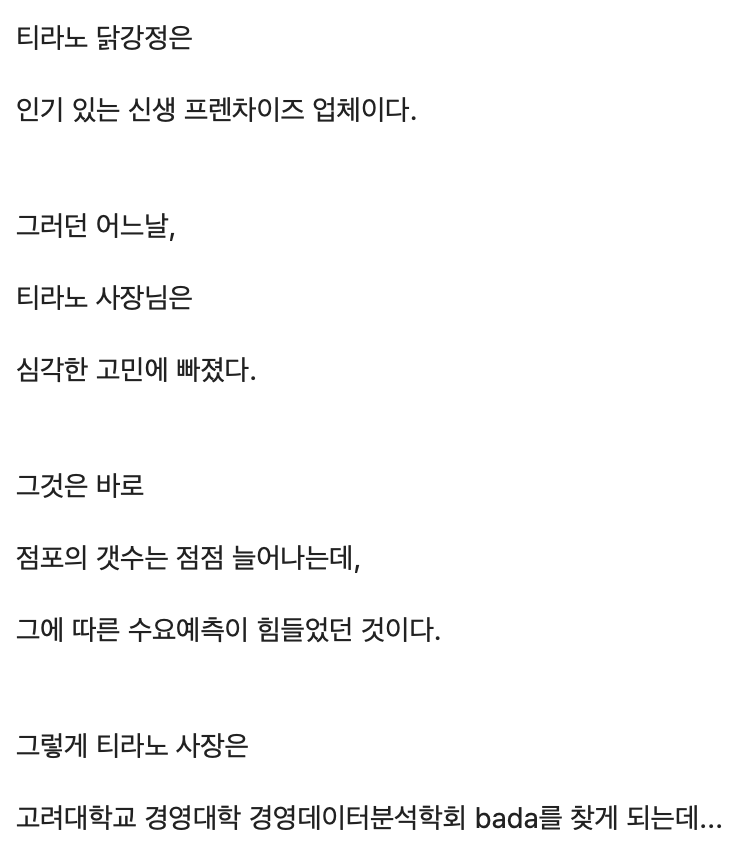 티라노 닭강정은
인기 있는 신생 프렌차이즈 업체이다.
그러던 어느날,
티라노 사장님은
심각한 고민에 빠졌다.
그것은 바로
점포의 갯수는 점점 늘어나는데,
그에 따른 수요예측이 힘들었던 것이다.
그렇게 티라노 사장은
고려대학교 경영대학 경영데이터분석학회 bada를 찾게 되는데...